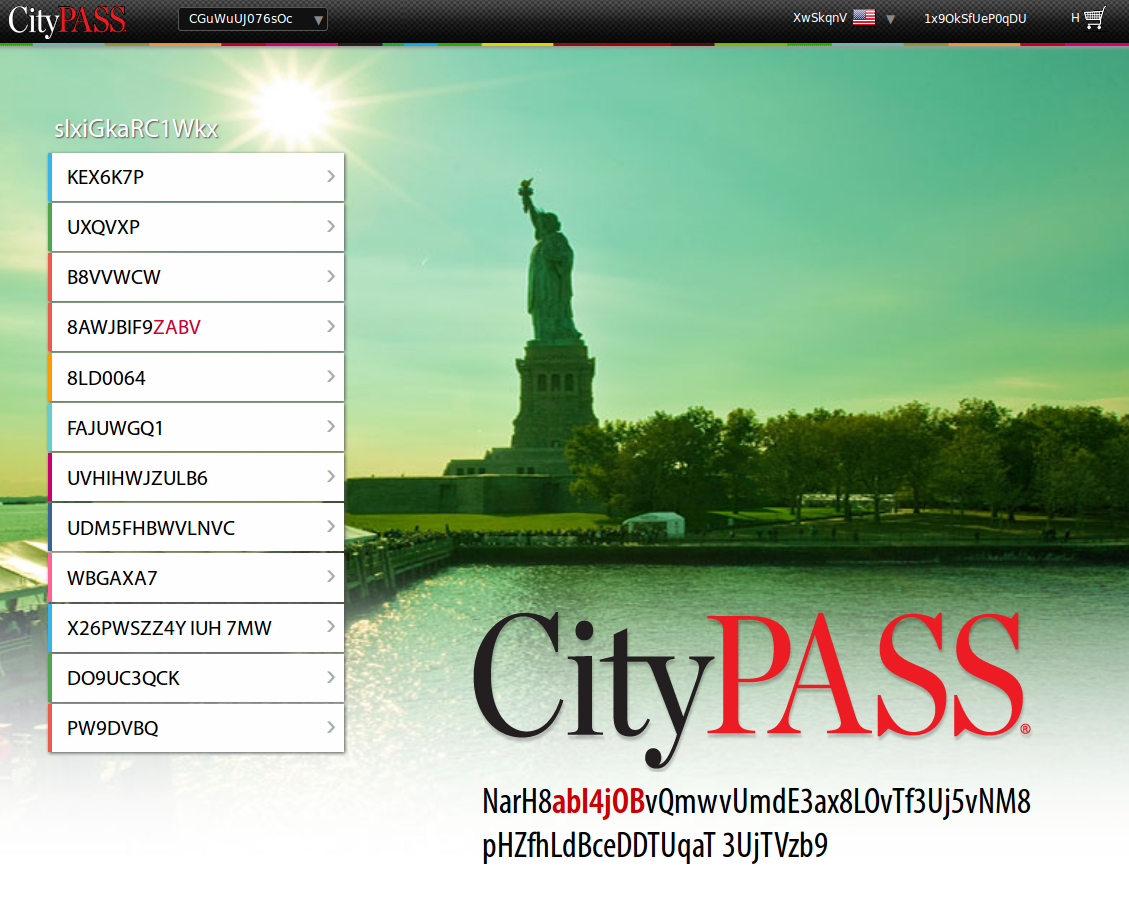 CityPASS
CGuWuUJ076sOc
XwSkqnV
1x9OkSfUeP0qDU
H
sIxiGkaRC1Wkx
KEX6K7P
UXQVXP
B8VVWCW
8AWJBIF9ZABV
8LD0064
FAJUWGQ1
UVHIHWJZULB6
UDM5FHBWVLNVC
WBGAXA7
X26PWSZZ4Y IUH 7MW
DO9UC3QCK
PW9DVBQ
CityPASS®
NarH8abI4jOBvQmwvUmdE3ax8LOvTf3Uj5vNM8
pHZfhLdBceDDTUqaT 3UjTVzb9